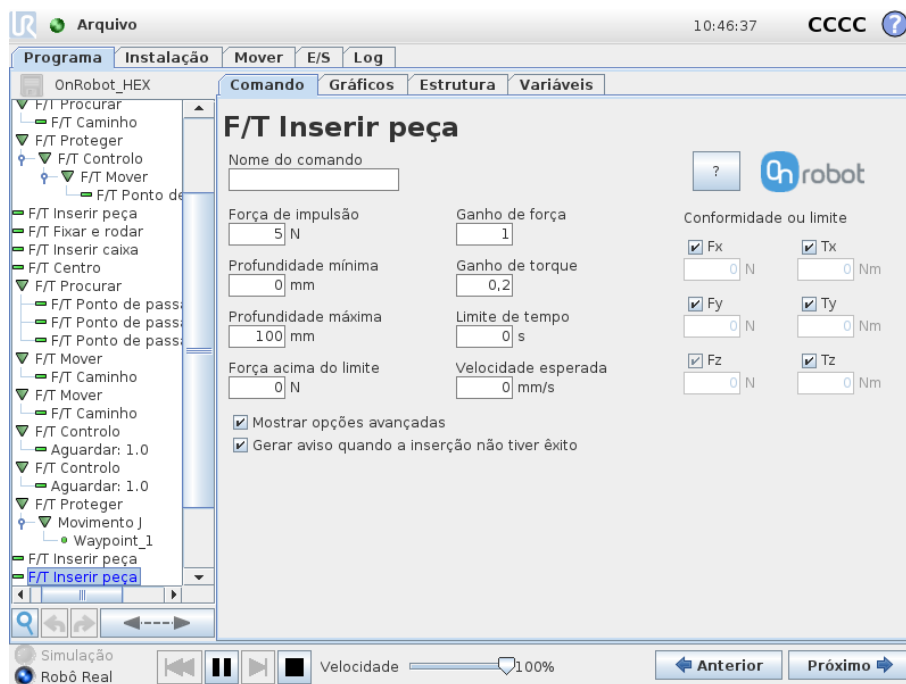 Arquivo
10:46:37
CCCC
?
Programa Instalação Mover E/S Log
OnRobot_HEX
Comando Gráficos Estrutura Variáveis
F/T Procurar
F/T Caminho
F/T Proteger
F/T Controlo
F/T Mover
F/T Ponto de
F/T Inserir peça
F/T Fixar e rodar
F/T Inserir caixa
F/T Centro
F/T Procurar
F/T Ponto de passa
F/T Ponto de passa
F/T Ponto de passa
F/T Mover
F/T Caminho
F/T Mover
F/T Caminho
F/T Controlo
Aguardar: 1.0
F/T Controlo
Aguardar: 1.0
F/T Proteger
Movimento J
Waypoint_1
F/T Inserir peça
F/T Inserir peça
F/T Inserir peça
Nome do comando
?
On robot
Força de impulsão
5 N
Ganho de força
1
Profundidade mínima
0 mm
Ganho de torque
0,2
Profundidade máxima
100 mm
Limite de tempo
0 s
Força acima do limite
0 N
Velocidade esperada
0 mm/s
Mostrar opções avançadas
Gerar aviso quando a inserção não tiver êxito
Conformidade ou limite
Fx Tx
0 N 0 Nm
Fy Ty
0 N 0 Nm
Fz Tz
0 N 0 Nm
Simulação
Robô Real
Velocidade 100%
Anterior
Próximo